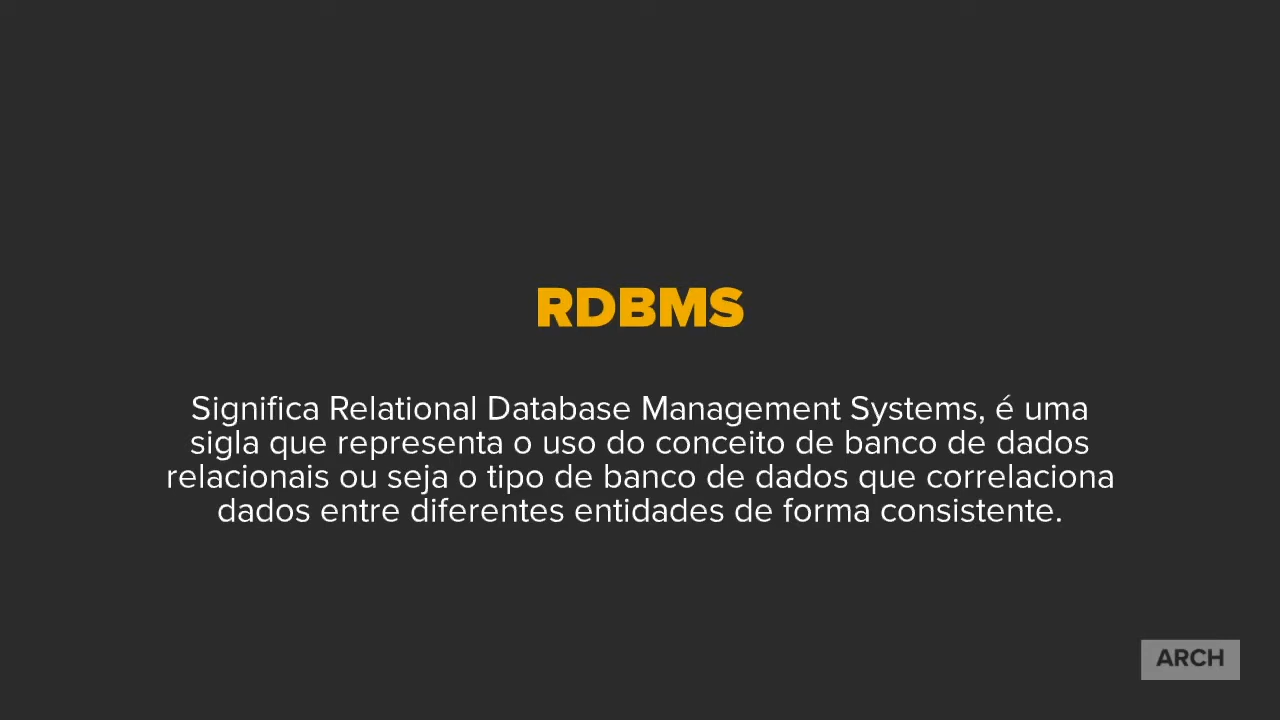 RDBMS
Significa Relational Database Management Systems, é uma
sigla que representa o uso do conceito de banco de dados
relacionais ou seja o tipo de banco de dados que correlaciona
dados entre diferentes entidades de forma consistente.
ARCH